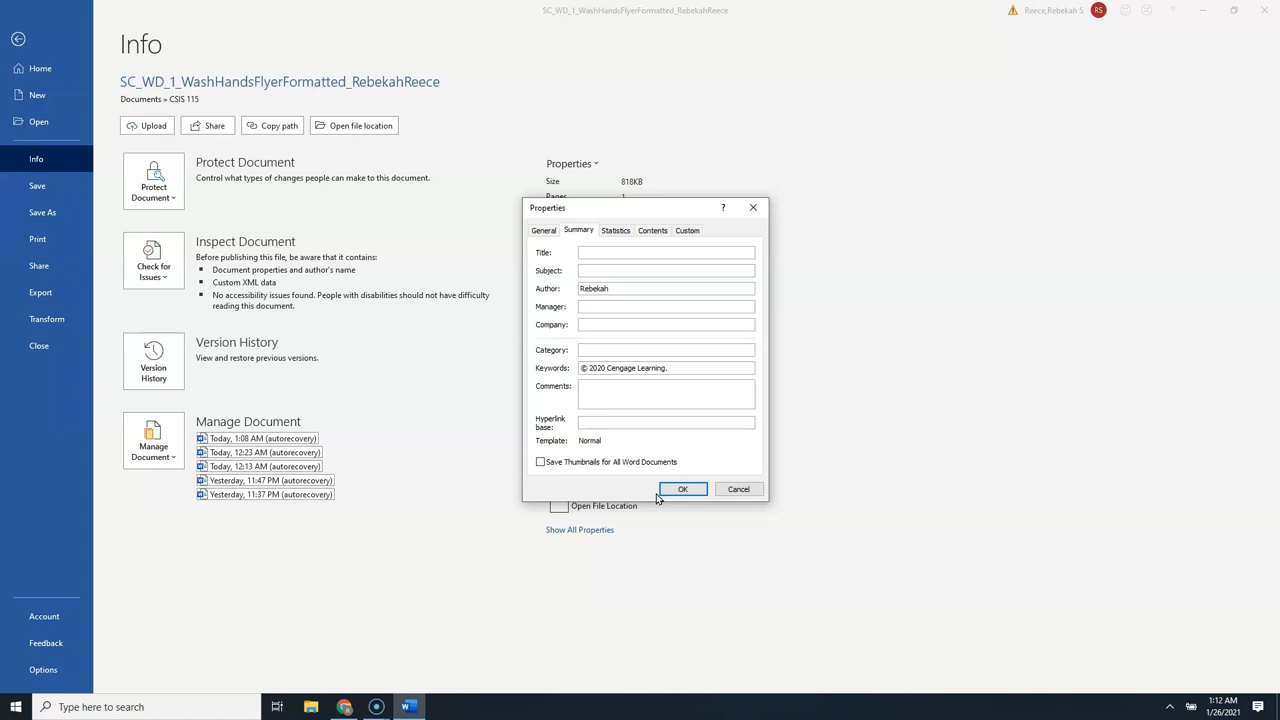 SC_WD_1_WashHandsFlyerFormatted_RebekahReece
Reece,Rebekah S
RS
?
Info
Home
New
Open
Info
Save
Save As
Print
Share
Export
Transform
Close
Account
Feedback
Options
SC_WD_1_WashHandsFlyerFormatted_RebekahReece
Documents » CSIS 115
Upload
Share
Copy path
Open file location
Protect Document
Protect Document
Control what types of changes people can make to this document.
Check for Issues
Inspect Document
Before publishing this file, be aware that it contains:
Document properties and author's name
Custom XML data
No accessibility issues found. People with disabilities should not have difficulty
reading this document.
Version History
Version History
View and restore previous versions.
Manage Document
Manage Document
Today, 1:08 AM (autorecovery)
Today, 12:23 AM (autorecovery)
Today, 12:13 AM (autorecovery)
Yesterday, 11:47 PM (autorecovery)
Yesterday, 11:37 PM (autorecovery)
Properties
Size 818KB
Pages 1
Properties ?
General Summary Statistics Contents Custom
Title:
Subject:
Author: Rebekah
Manager:
Company:
Category:
Keywords: © 2020 Cengage Learning.
Comments:
Hyperlink
base:
Template: Normal
Save Thumbnails for All Word Documents
OK Cancel
Open File Location
Show All Properties
Type here to search
1:12 AM
1/26/2021